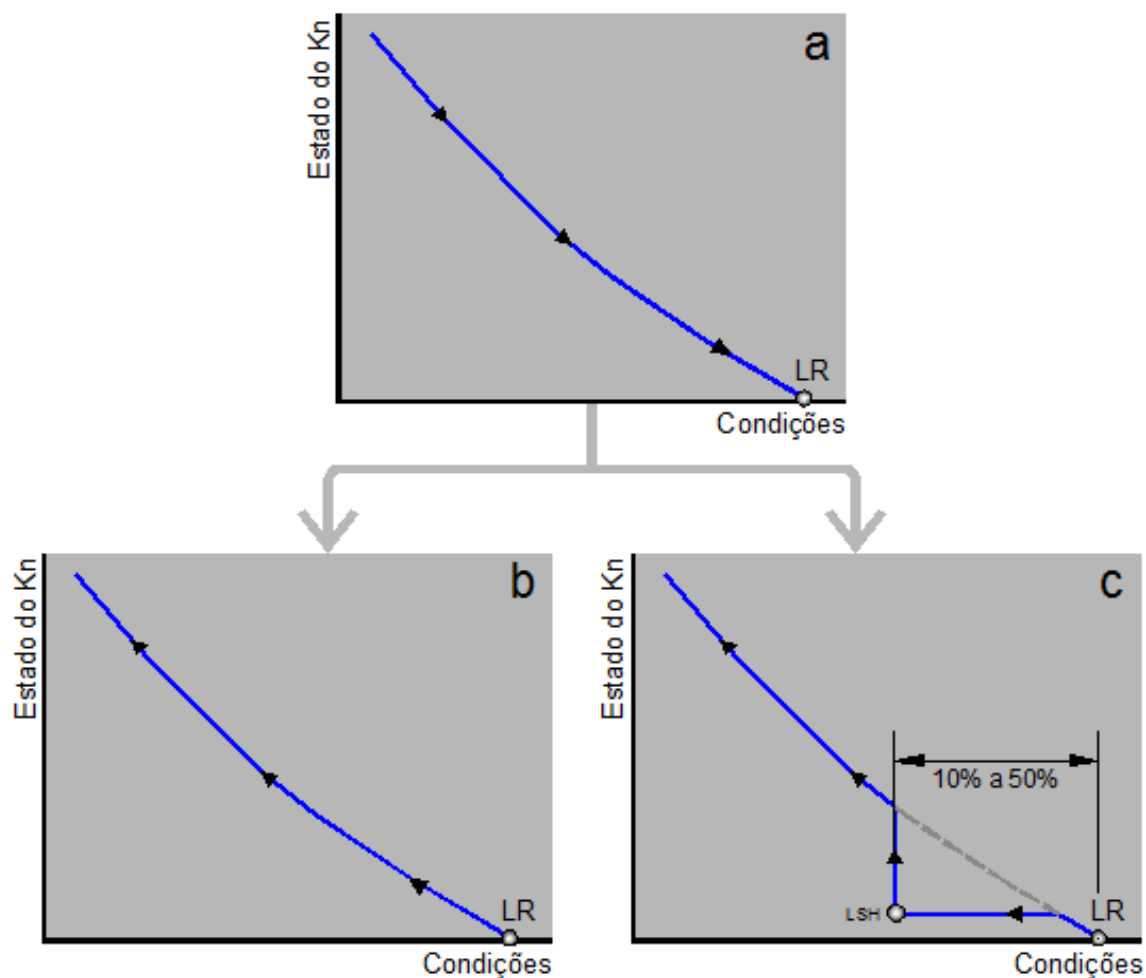 a
Estado do Kn
LR
Condições
b
Estado do Kn
LR
Condições
c
Estado do Kn
10% a 50%
LSH
LR
Condições